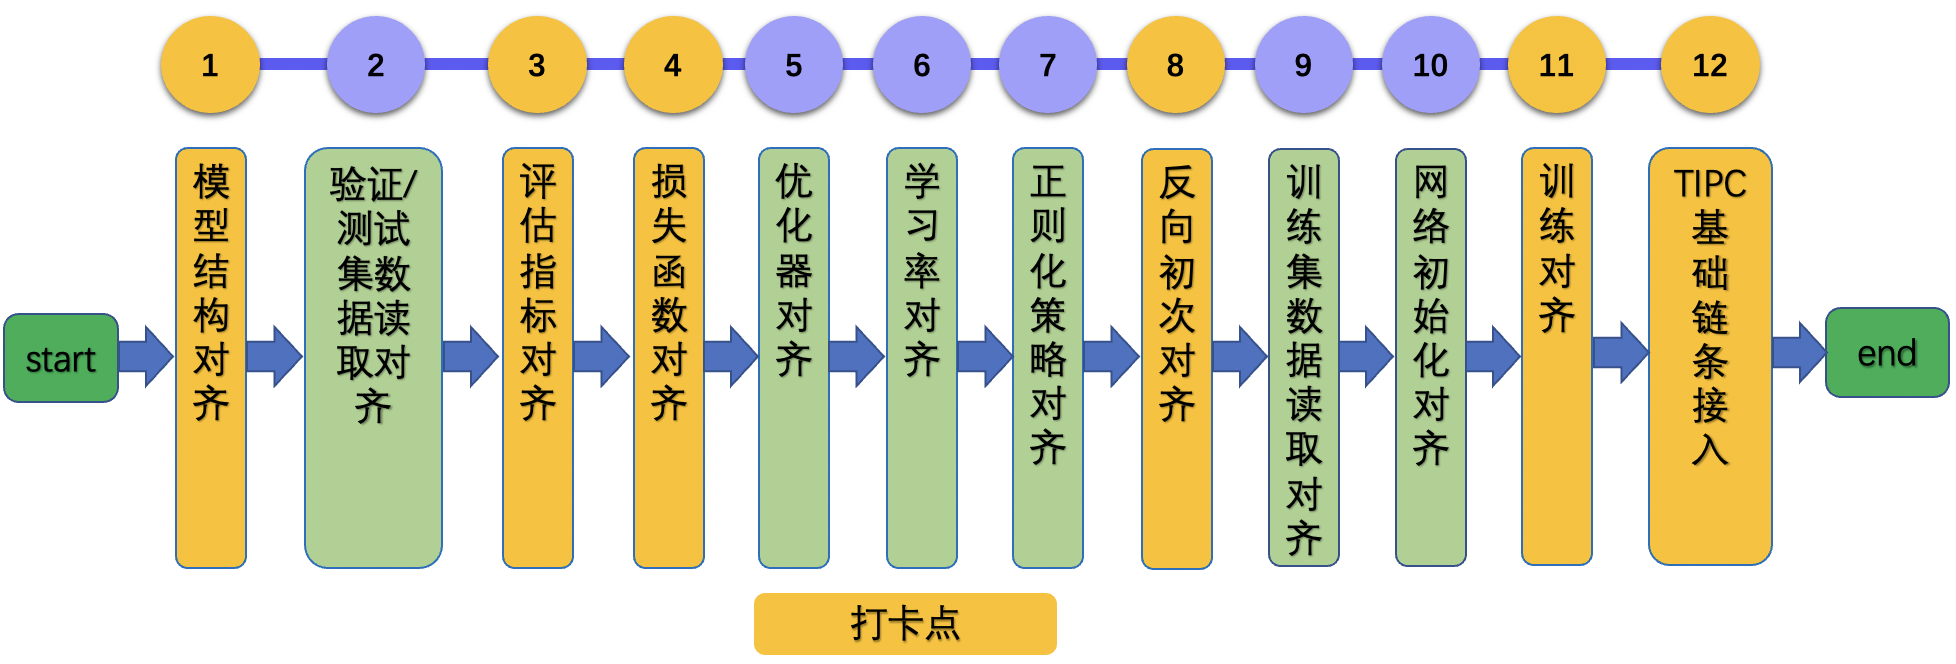 1
2
3
4
5
6
7
8
9
10
11
12
start
模型结构对齐
验证/
测试
集数
据读
取对
齐
评估指标对齐
损失函数对齐
优化器对齐
学习率对齐
正则化策略对齐
反向初次对齐
训练集数据读取对齐
网络初始化对齐
训练对齐
TIPC
基础链条接入
end
打卡点